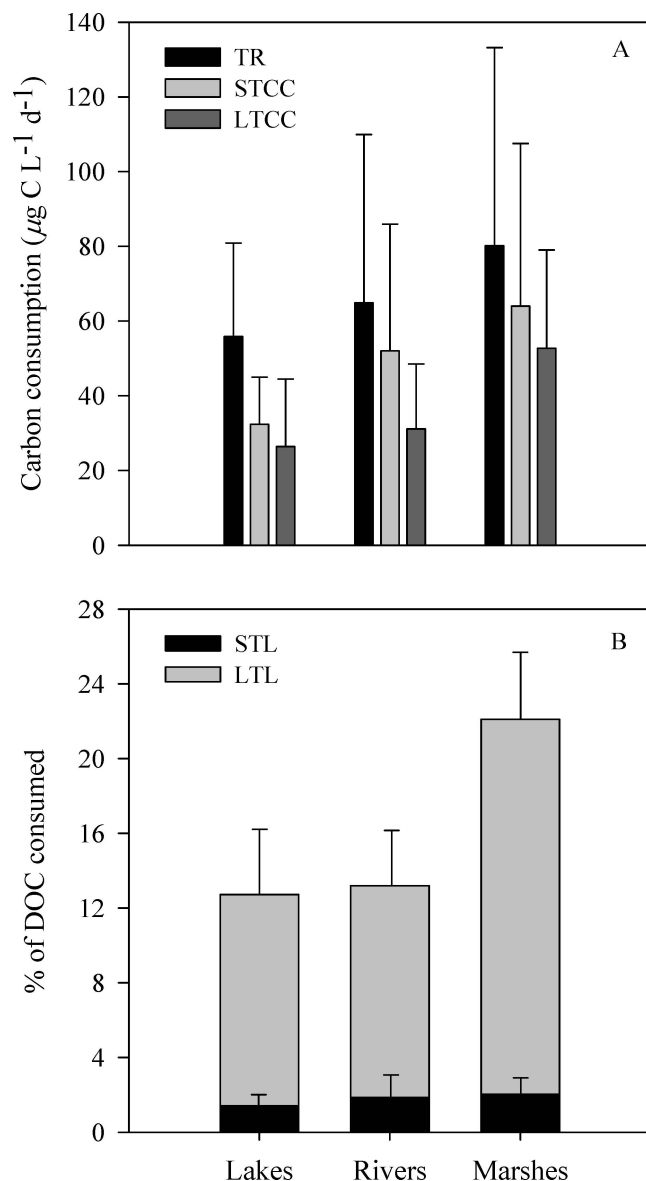 140
120
100
80
60
40
20
0
Carbon consumption (µg C L-1 d-1)
TR
STCC
LTCC
A
28
24
20
16
12
8
4
0
% of DOC consumed
STL
LTL
B
Lakes Rivers Marshes